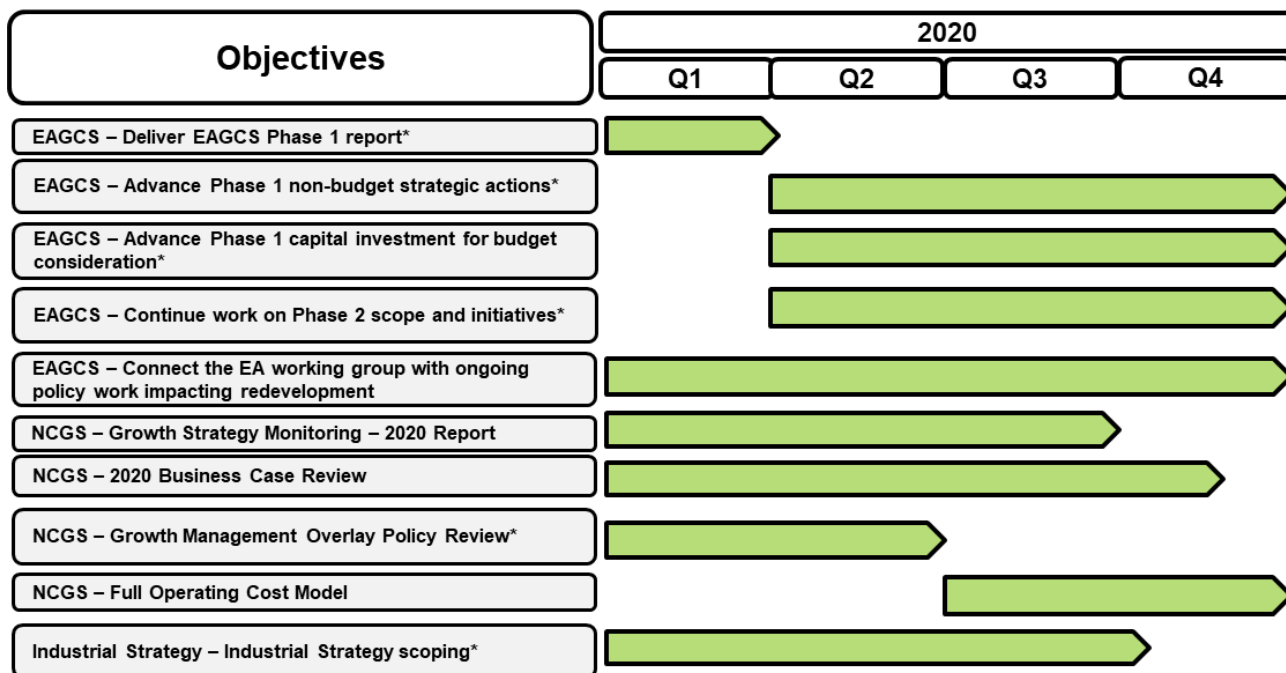 Objectives
2020
Q1 Q2 Q3 Q4
EAGCS – Deliver EAGCS Phase 1 report*
EAGCS – Advance Phase 1 non-budget strategic actions*
EAGCS – Advance Phase 1 capital investment for budget
consideration*
EAGCS – Continue work on Phase 2 scope and initiatives*
EAGCS – Connect the EA working group with ongoing
policy work impacting redevelopment
NCGS – Growth Strategy Monitoring – 2020 Report
NCGS – 2020 Business Case Review
NCGS – Growth Management Overlay Policy Review*
NCGS – Full Operating Cost Model
Industrial Strategy – Industrial Strategy scoping*